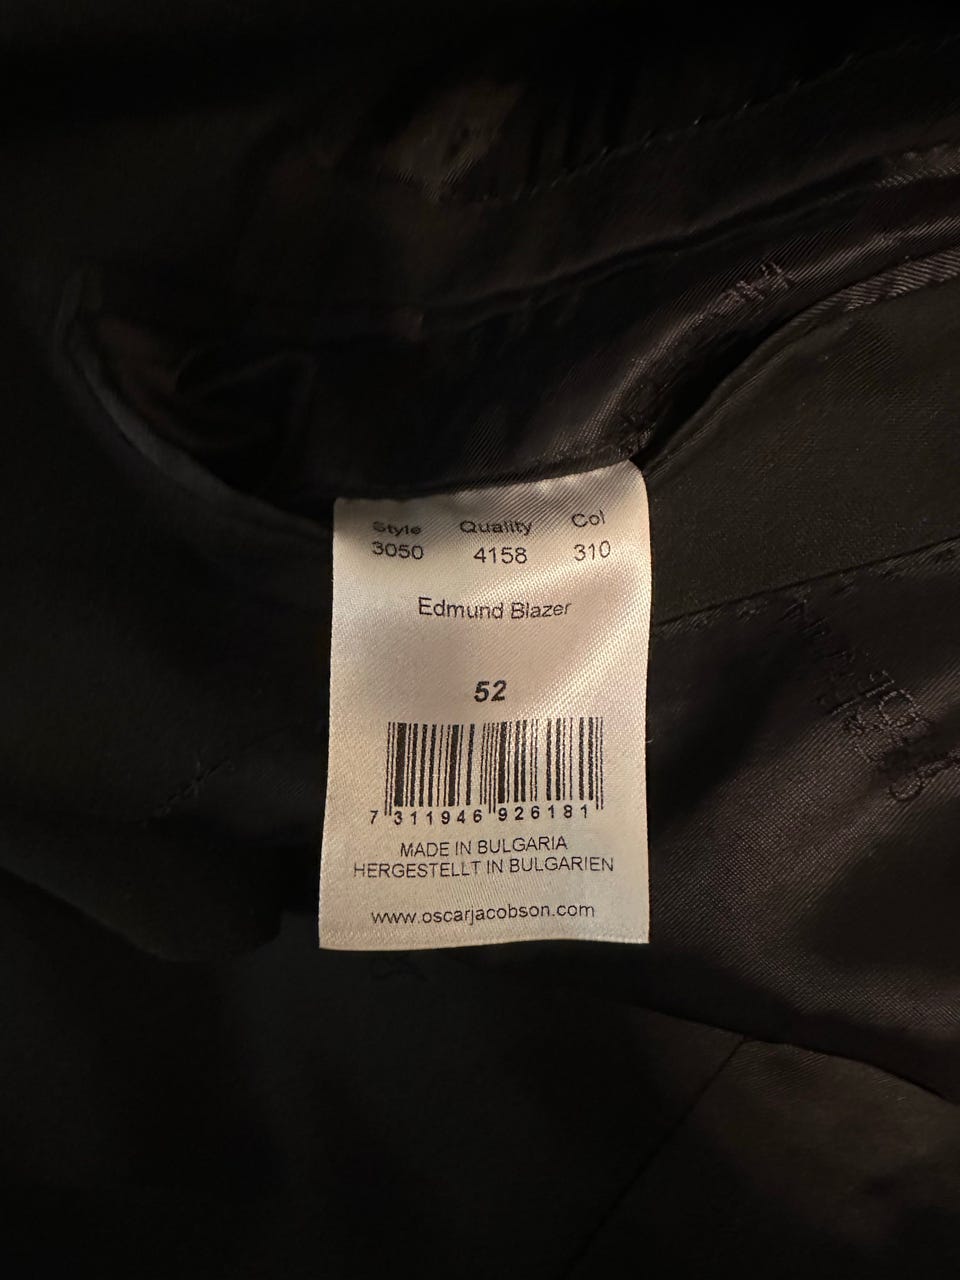 Style Quality Col
3050 4158 310
Edmund Blazer
52
7 311946 926181
MADE IN BULGARIA
HERGESTELLT IN BULGARIEN
www.oscarjacobson.com